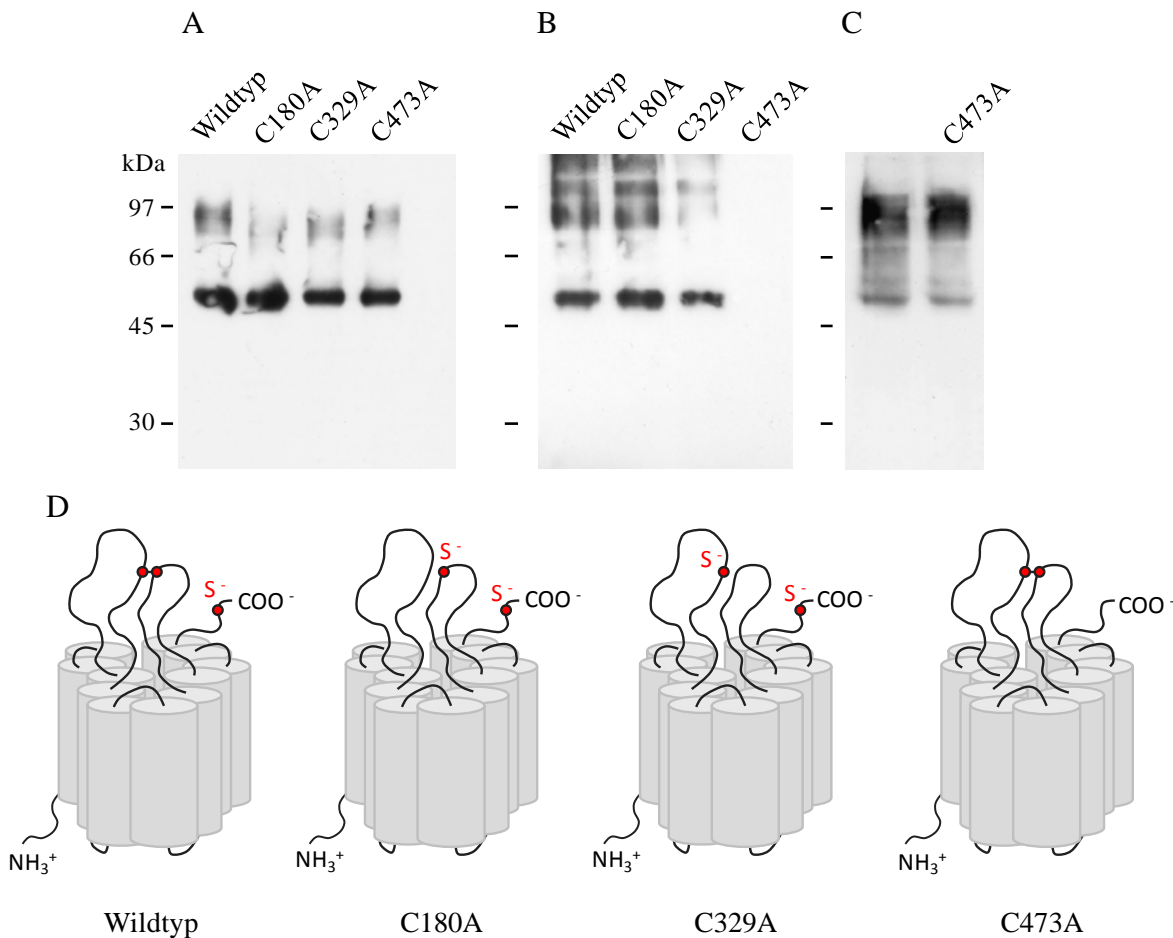 A
B
C
Wildtyp C180A C329A C473A
Wildtyp C180A C329A C473A
C473A
kDa
97
66
45
30
D
S⁻
COO⁻
NH₃⁺
S⁻
S⁻
COO⁻
NH₃⁺
S⁻
S⁻
COO⁻
NH₃⁺
COO⁻
NH₃⁺
Wildtyp
C180A
C329A
C473A